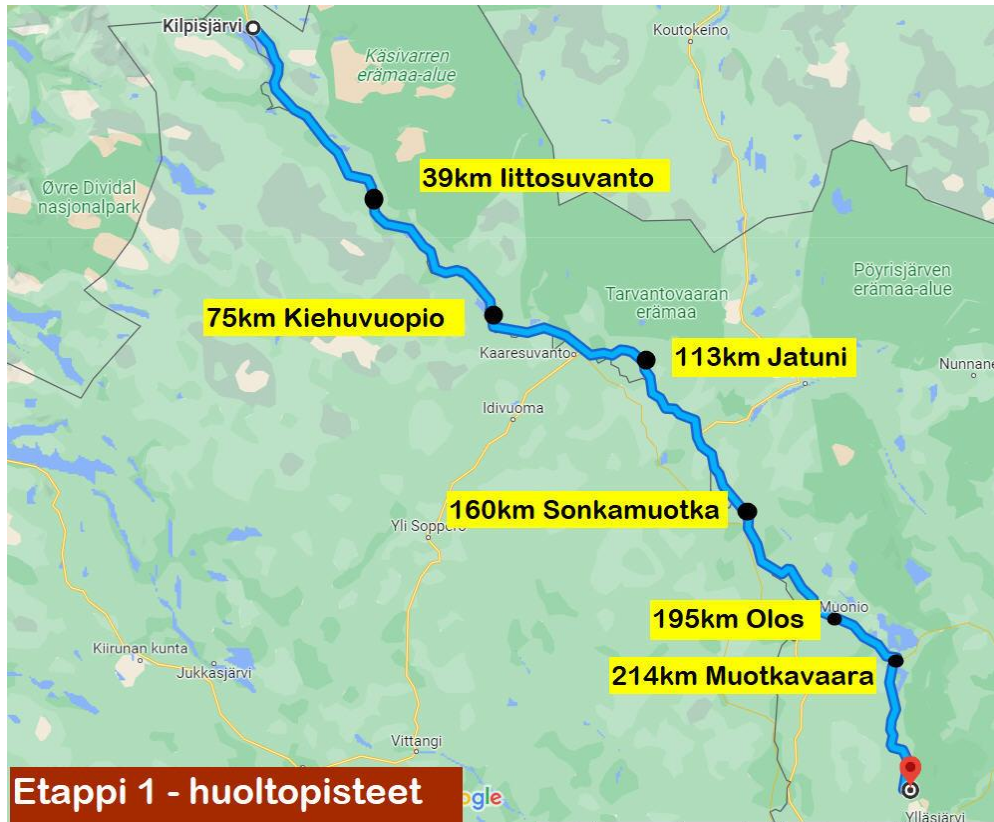 Kilpisjärvi
Koutokeino
Käsivarren
erämaa-alue
39km Iittosuvanto
Øvre Dividal
nasjonalpark
Pöyrisjärven
erämaa-alue
Tarvantovaaran
erämaa
75km Kiehuvuopio
Kaaresuvanto
113km Jatuni
Nunnane
Idivuoma
160km Sonkamuotka
Yli Soppero
Muonio
195km Olos
Kiirunan kunta
Jukkasjärvi
214km Muotkavaara
Vittangi
Etappi 1 - huoltopisteet
ogle
Ylläsjärvi